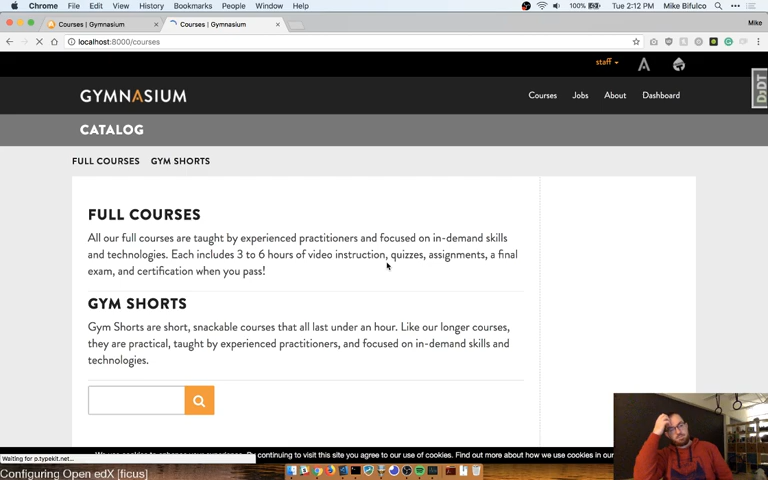 Chrome File Edit View History Bookmarks People Window Help
100% Tue 2:12 PM Mike Bifulco
Courses | Gymnasium
Courses | Gymnasium
Mike
localhost:8000/courses
staff
GYMNASIUM
Courses Jobs About Dashboard
DjDT
CATALOG
FULL COURSES GYM SHORTS
FULL COURSES
All our full courses are taught by experienced practitioners and focused on in-demand skills
and technologies. Each includes 3 to 6 hours of video instruction, quizzes, assignments, a final
exam, and certification when you pass!
GYM SHORTS
Gym Shorts are short, snackable courses that all last under an hour. Like our longer courses,
they are practical, taught by experienced practitioners, and focused on in-demand skills and
technologies.
continuing to visit this site you agree to our use of cookies. Find out more about how we use cookies in our
Waiting for p.typekit.net...
Configuring Open edX [ficus]